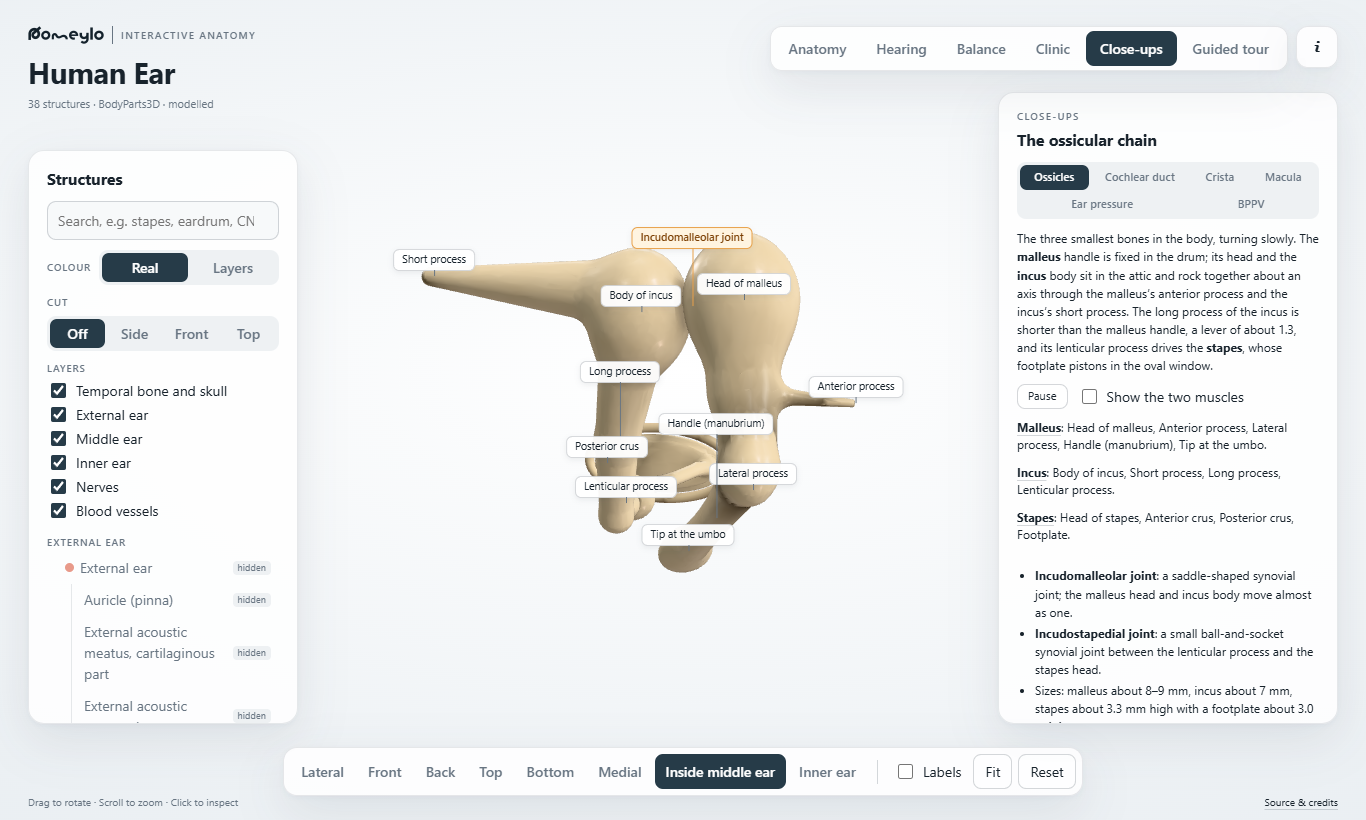 Domeylo
INTERACTIVE ANATOMY
Human Ear
38 structures · BodyParts3D · modelled
Anatomy
Hearing
Balance
Clinic
Close-ups
Guided tour
i
Structures
Search, e.g. stapes, eardrum, CN
COLOUR
Real
Layers
CUT
Off
Side
Front
Top
LAYERS
Temporal bone and skull
External ear
Middle ear
Inner ear
Nerves
Blood vessels
EXTERNAL EAR
External ear
hidden
Auricle (pinna)
hidden
External acoustic
meatus, cartilaginous
part
hidden
External acoustic
hidden
Incudomalleolar joint
Short process
Head of malleus
Body of incus
Long process
Anterior process
Handle (manubrium)
Posterior crus
Lateral process
Lenticular process
Tip at the umbo
CLOSE-UPS
The ossicular chain
Ossicles
Cochlear duct
Crista
Macula
Ear pressure
BPPV
The three smallest bones in the body, turning slowly. The
malleus handle is fixed in the drum; its head and the
incus body sit in the attic and rock together about an
axis through the malleus’s anterior process and the
incus’s short process. The long process of the incus is
shorter than the malleus handle, a lever of about 1.3,
and its lenticular process drives the stapes, whose
footplate pistons in the oval window.
Pause
Show the two muscles
Malleus: Head of malleus, Anterior process, Lateral
process, Handle (manubrium), Tip at the umbo.
Incus: Body of incus, Short process, Long process,
Lenticular process.
Stapes: Head of stapes, Anterior crus, Posterior crus,
Footplate.
• Incudomalleolar joint: a saddle-shaped synovial
joint; the malleus head and incus body move almost
as one.
• Incudostapedial joint: a small ball-and-socket
synovial joint between the lenticular process and the
stapes head.
• Sizes: malleus about 8–9 mm, incus about 7 mm,
stapes about 3.3 mm high with a footplate about 3.0
Lateral
Front
Back
Top
Bottom
Medial
Inside middle ear
Inner ear
Labels
Fit
Reset
Drag to rotate · Scroll to zoom · Click to inspect
Source & credits